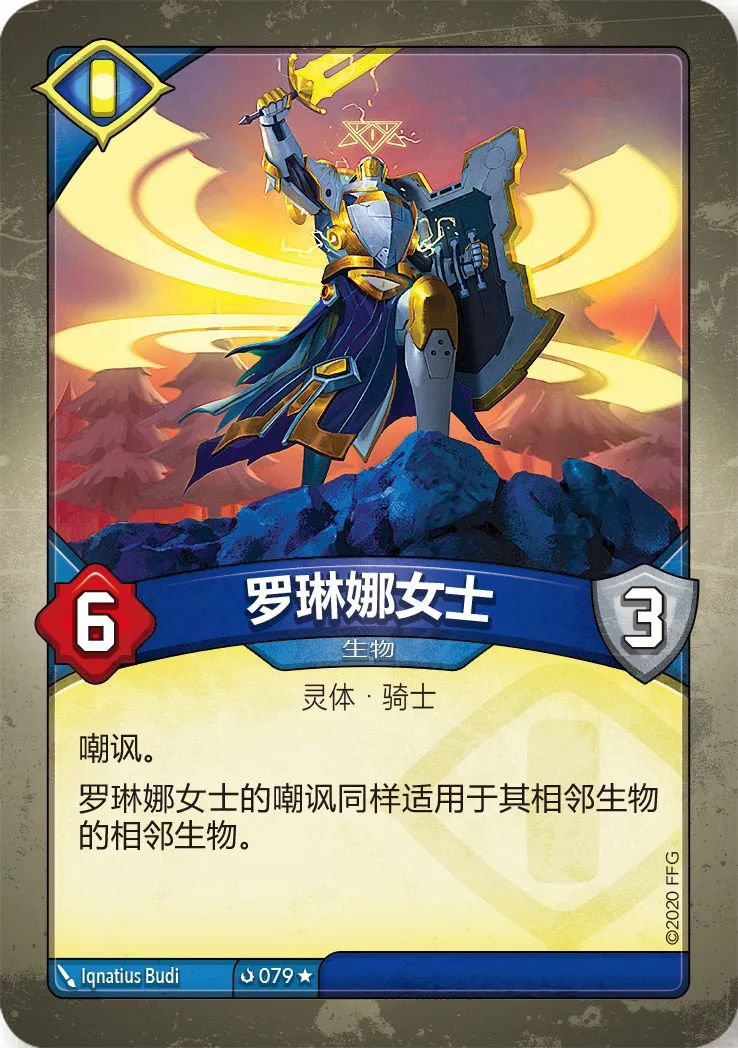 罗琳娜女士
6
3
生物
灵体 · 骑士
嘲讽。
罗琳娜女士的嘲讽同样适用于其相邻生物
的相邻生物。
©2020 FFG
Iqnatius Budi
079